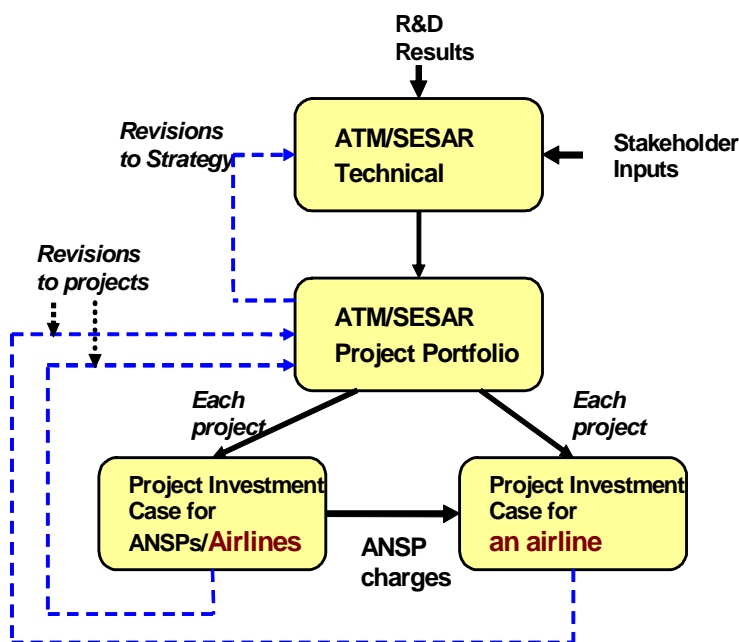 R&D
Results
Revisions
to Strategy
ATM/SESAR
Technical
Stakeholder
Inputs
Revisions
to projects
ATM/SESAR
Project Portfolio
Each
project
Each
project
Project Investment
Case for
ANSPs/Airlines
ANSP
charges
Project Investment
Case for
an airline